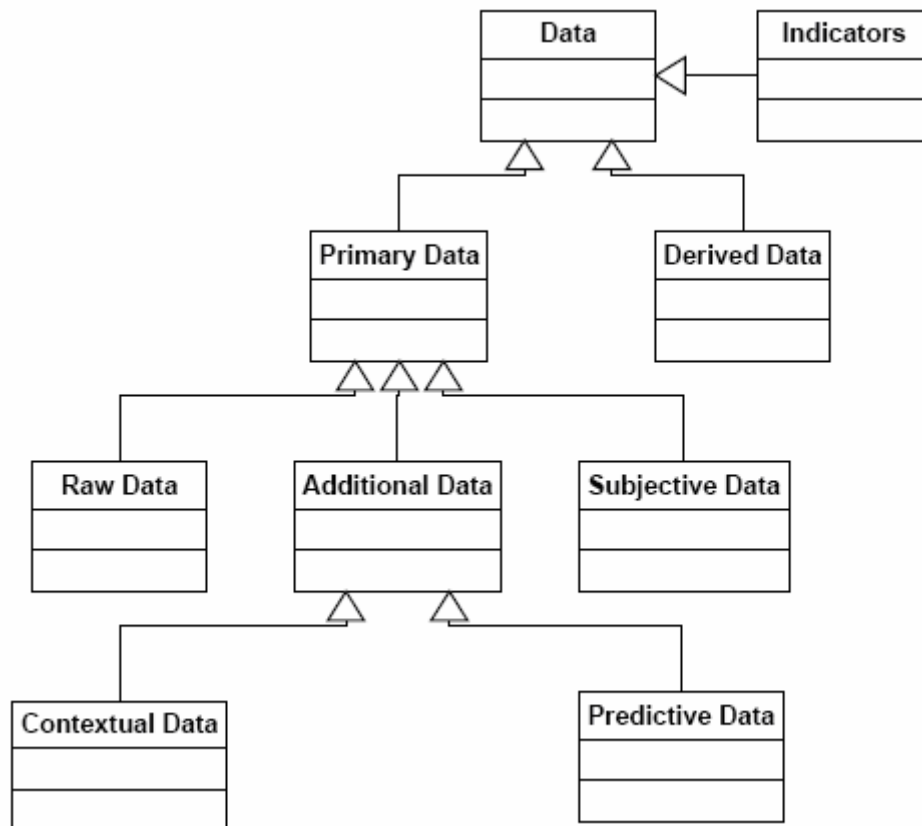 Data
Indicators
Primary Data
Derived Data
Raw Data
Additional Data
Subjective Data
Contextual Data
Predictive Data